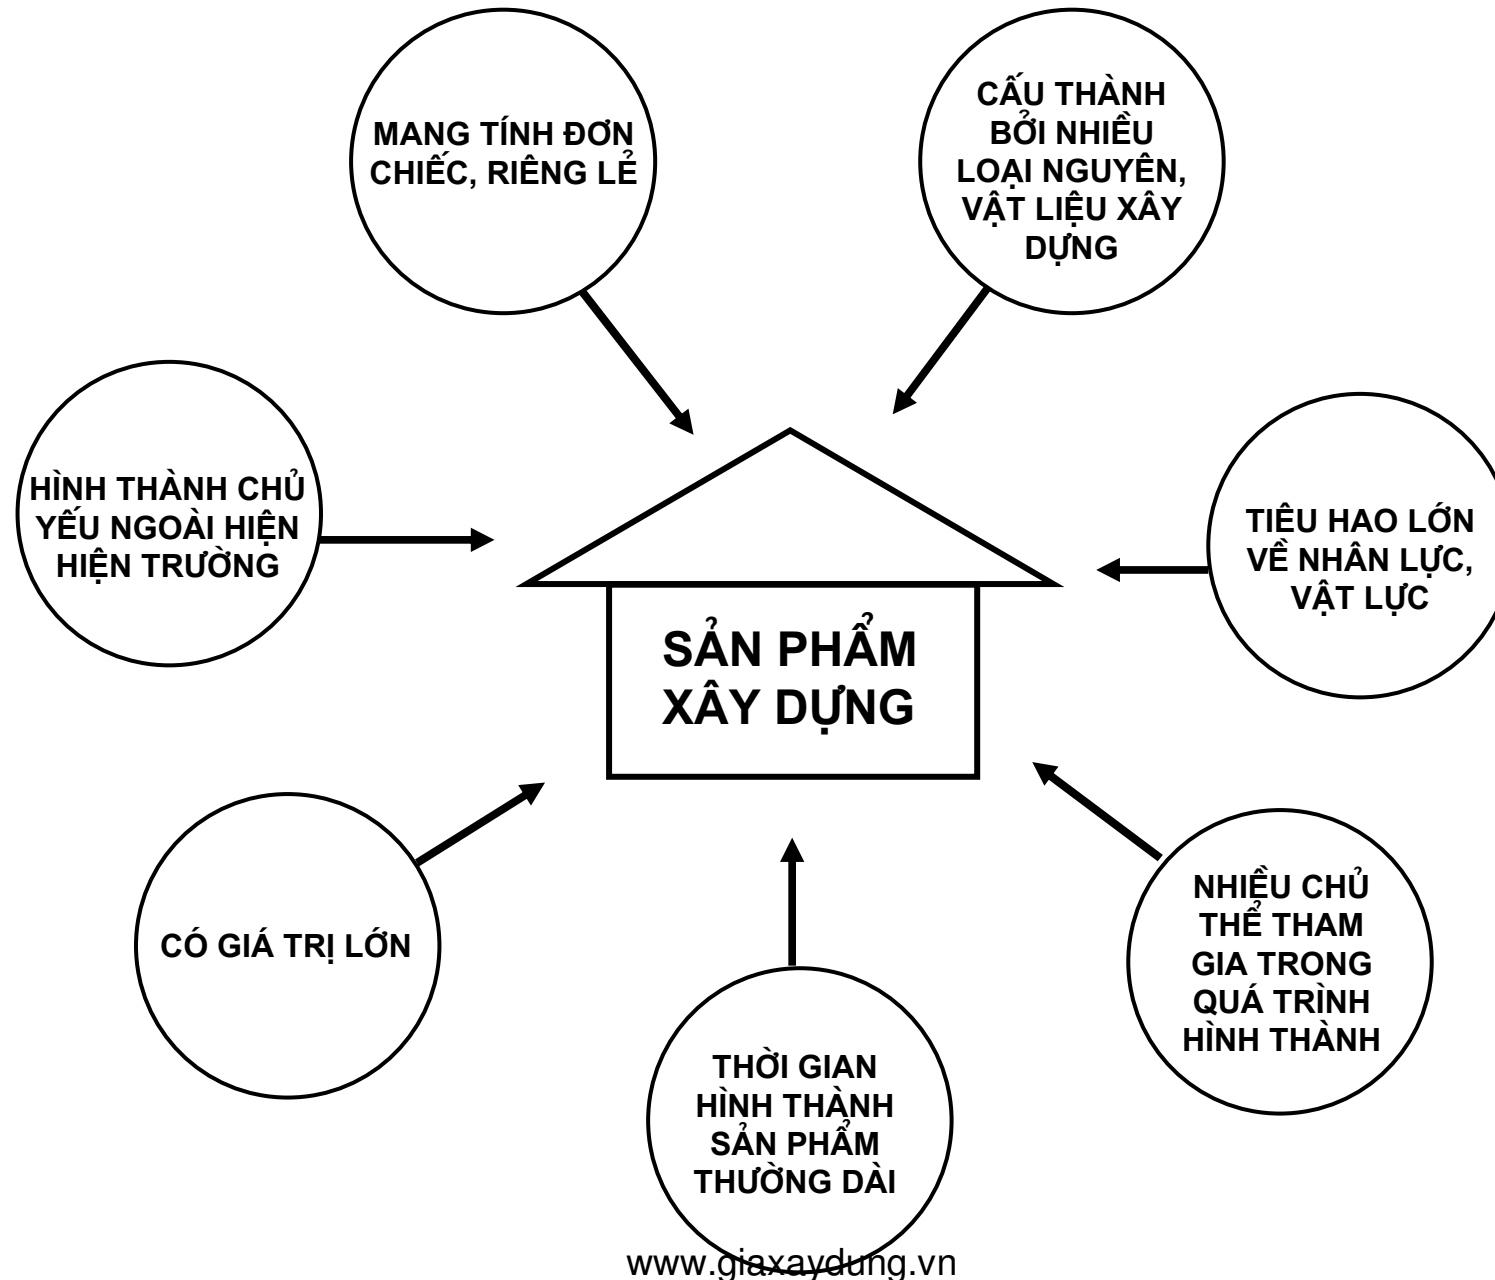 MANG TÍNH ĐƠN
CHIẾC, RIÊNG LẺ
CẤU THÀNH
BỞI NHIỀU
LOẠI NGUYÊN,
VẬT LIỆU XÂY
DỰNG
HÌNH THÀNH CHỦ
YẾU NGOÀI HIỆN
HIỆN TRƯỜNG
TIÊU HAO LỚN
VỀ NHÂN LỰC,
VẬT LỰC
SẢN PHẨM
XÂY DỰNG
CÓ GIÁ TRỊ LỚN
NHIỀU CHỦ
THỂ THAM
GIA TRONG
QUÁ TRÌNH
HÌNH THÀNH
THỜI GIAN
HÌNH THÀNH
SẢN PHẨM
THƯỜNG DÀI
www.giaxaydung.vn